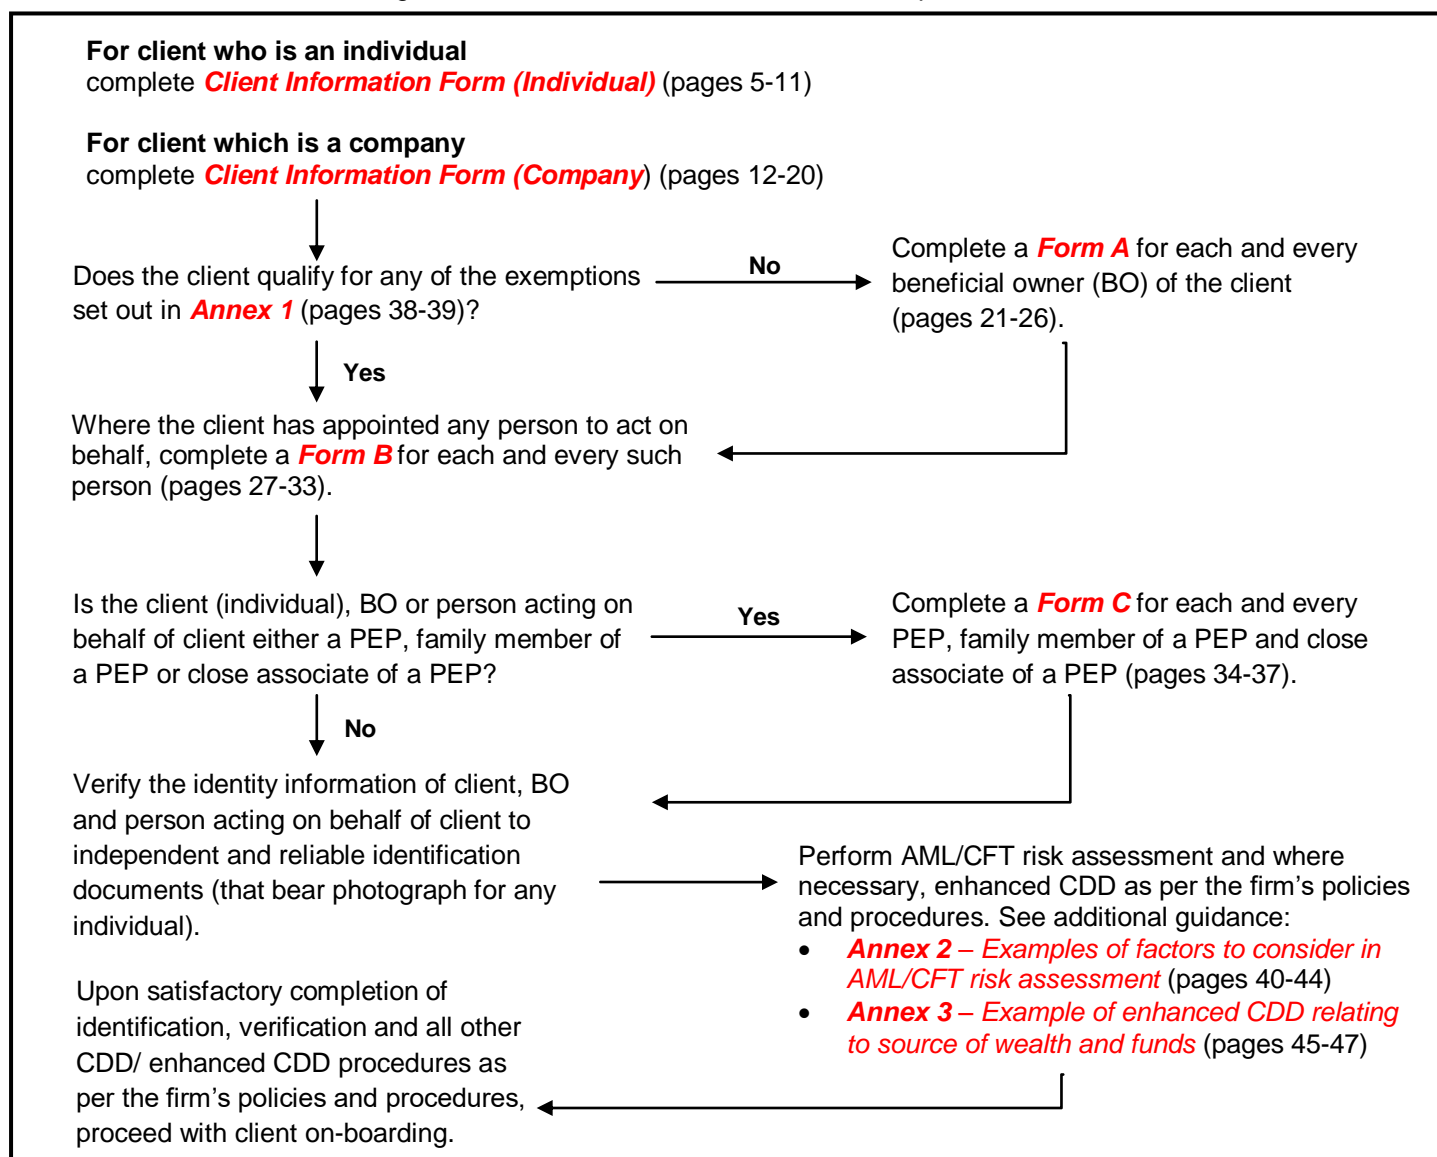 For client who is an individual
complete Client Information Form (Individual) (pages 5-11)
For client which is a company
complete Client Information Form (Company) (pages 12-20)
Does the client qualify for any of the exemptions
set out in Annex 1 (pages 38-39)?
No
Complete a Form A for each and every
beneficial owner (BO) of the client
(pages 21-26).
Yes
Where the client has appointed any person to act on
behalf, complete a Form B for each and every such
person (pages 27-33).
Is the client (individual), BO or person acting on
behalf of client either a PEP, family member of
a PEP or close associate of a PEP?
Yes
Complete a Form C for each and every
PEP, family member of a PEP and close
associate of a PEP (pages 34-37).
No
Verify the identity information of client, BO
and person acting on behalf of client to
independent and reliable identification
documents (that bear photograph for any
individual).
Perform AML/CFT risk assessment and where
necessary, enhanced CDD as per the firm’s policies
and procedures. See additional guidance:
• Annex 2 – Examples of factors to consider in
AML/CFT risk assessment (pages 40-44)
• Annex 3 – Example of enhanced CDD relating
to source of wealth and funds (pages 45-47)
Upon satisfactory completion of
identification, verification and all other
CDD/ enhanced CDD procedures as
per the firm’s policies and procedures,
proceed with client on-boarding.